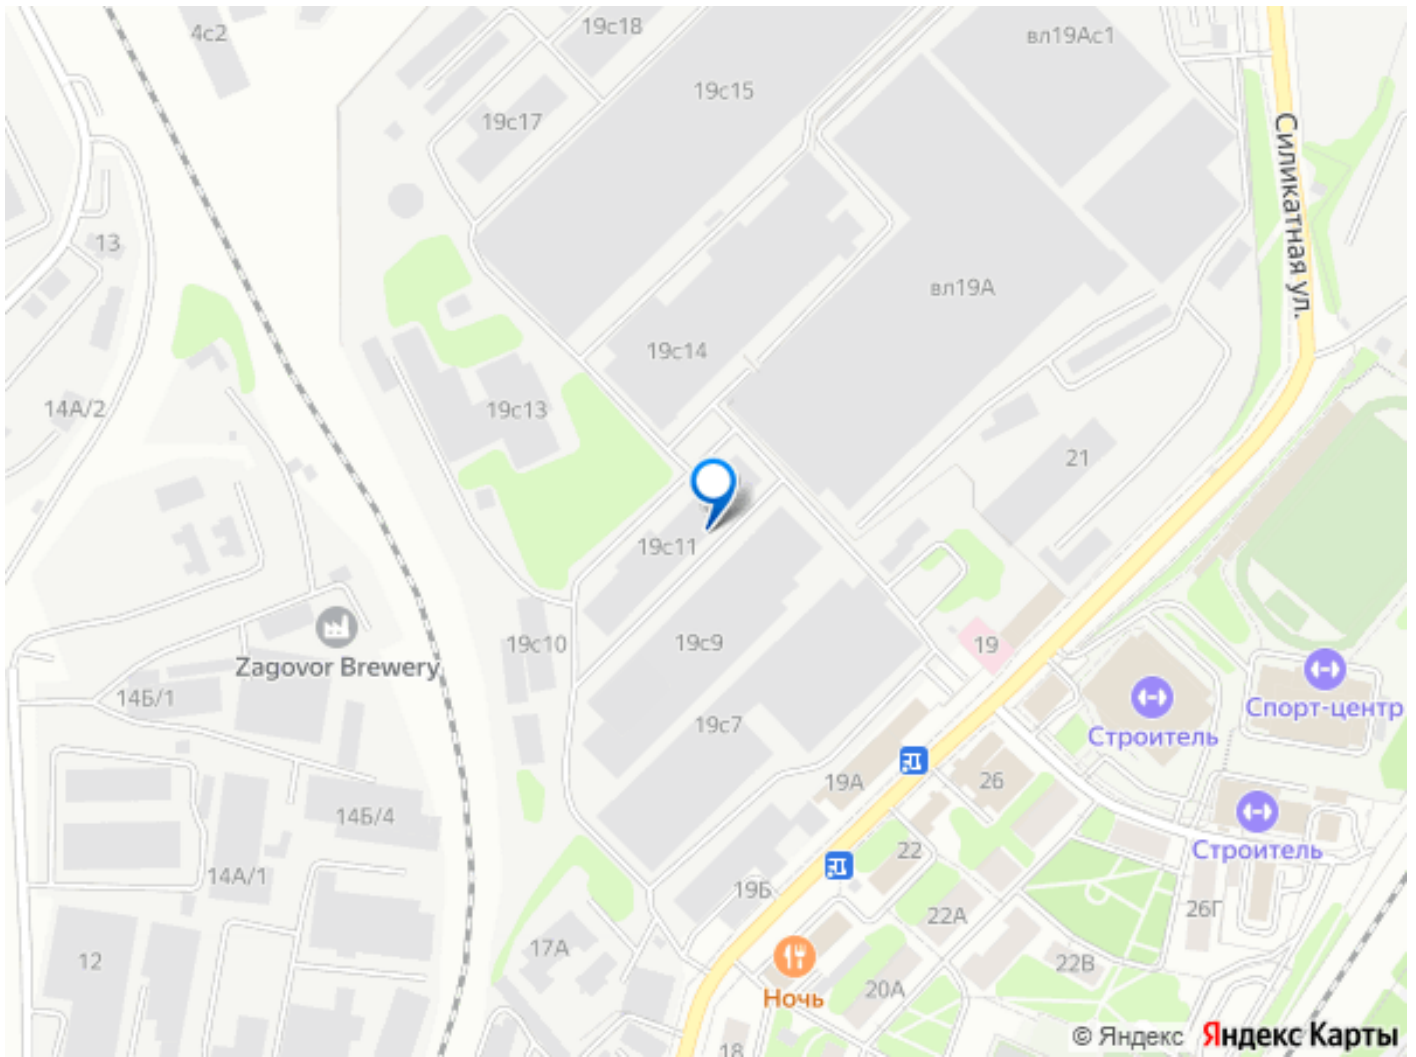 4с2
19с18
вл19Ас1
19с15
19с17
Силикатная ул.
13
вл19А
19с14
14А/2
19с13
21
19с11
19с10
19с9
19
Zagovor Brewery
14Б/1
Спорт-центр
Строитель
19с7
19А
26
14Б/4
22
Строитель
14А/1
19Б
22А
26Г
17А
12
22В
20А
Ночь
18
© Яндекс Яндекс Карты